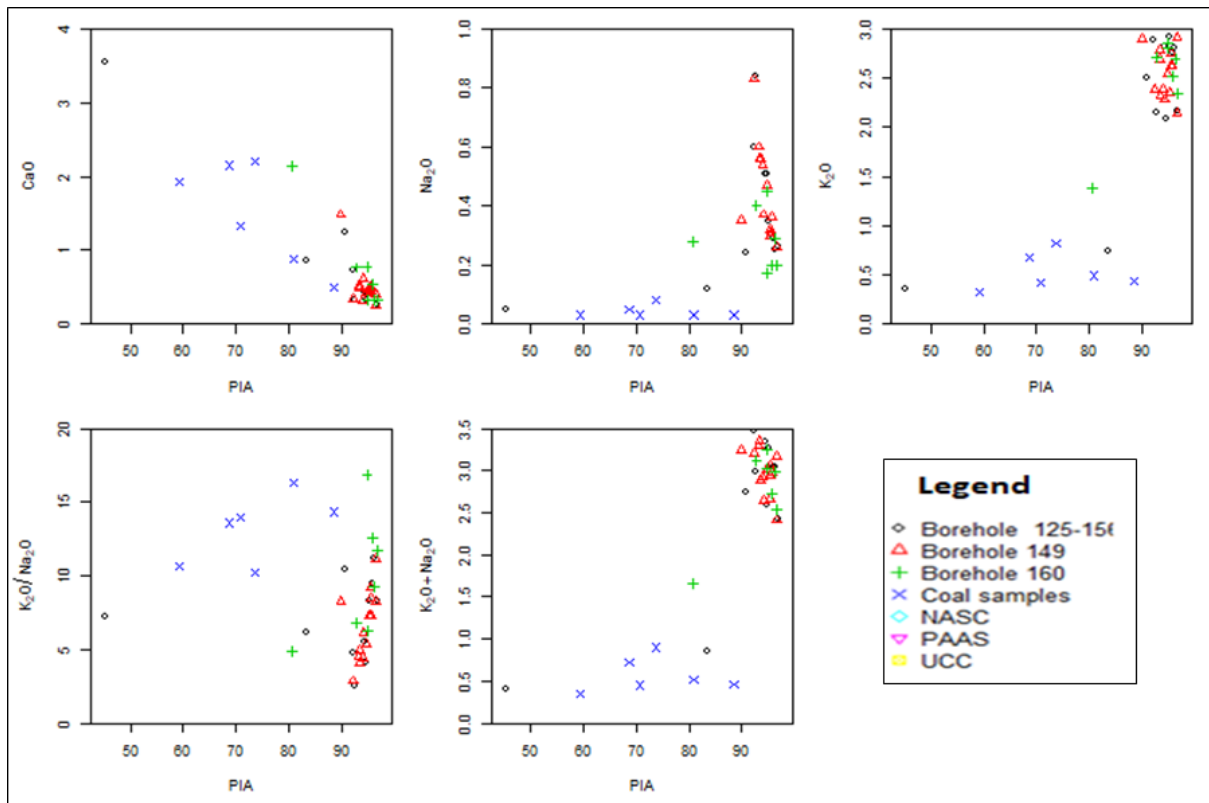 CaO
0 1 2 3 4
50 60 70 80 90
PIA
Na2O
0.0 0.2 0.4 0.6 0.8 1.0
50 60 70 80 90
PIA
K2O
0.0 0.5 1.0 1.5 2.0 2.5 3.0
50 60 70 80 90
PIA
K2O/Na2O
0 5 10 15 20
50 60 70 80 90
PIA
K2O + Na2O
0.0 0.5 1.0 1.5 2.0 2.5 3.0 3.5
50 60 70 80 90
PIA
Legend
Borehole 125-156
Borehole 149
Borehole 160
Coal samples
NASC
PAAS
UCC